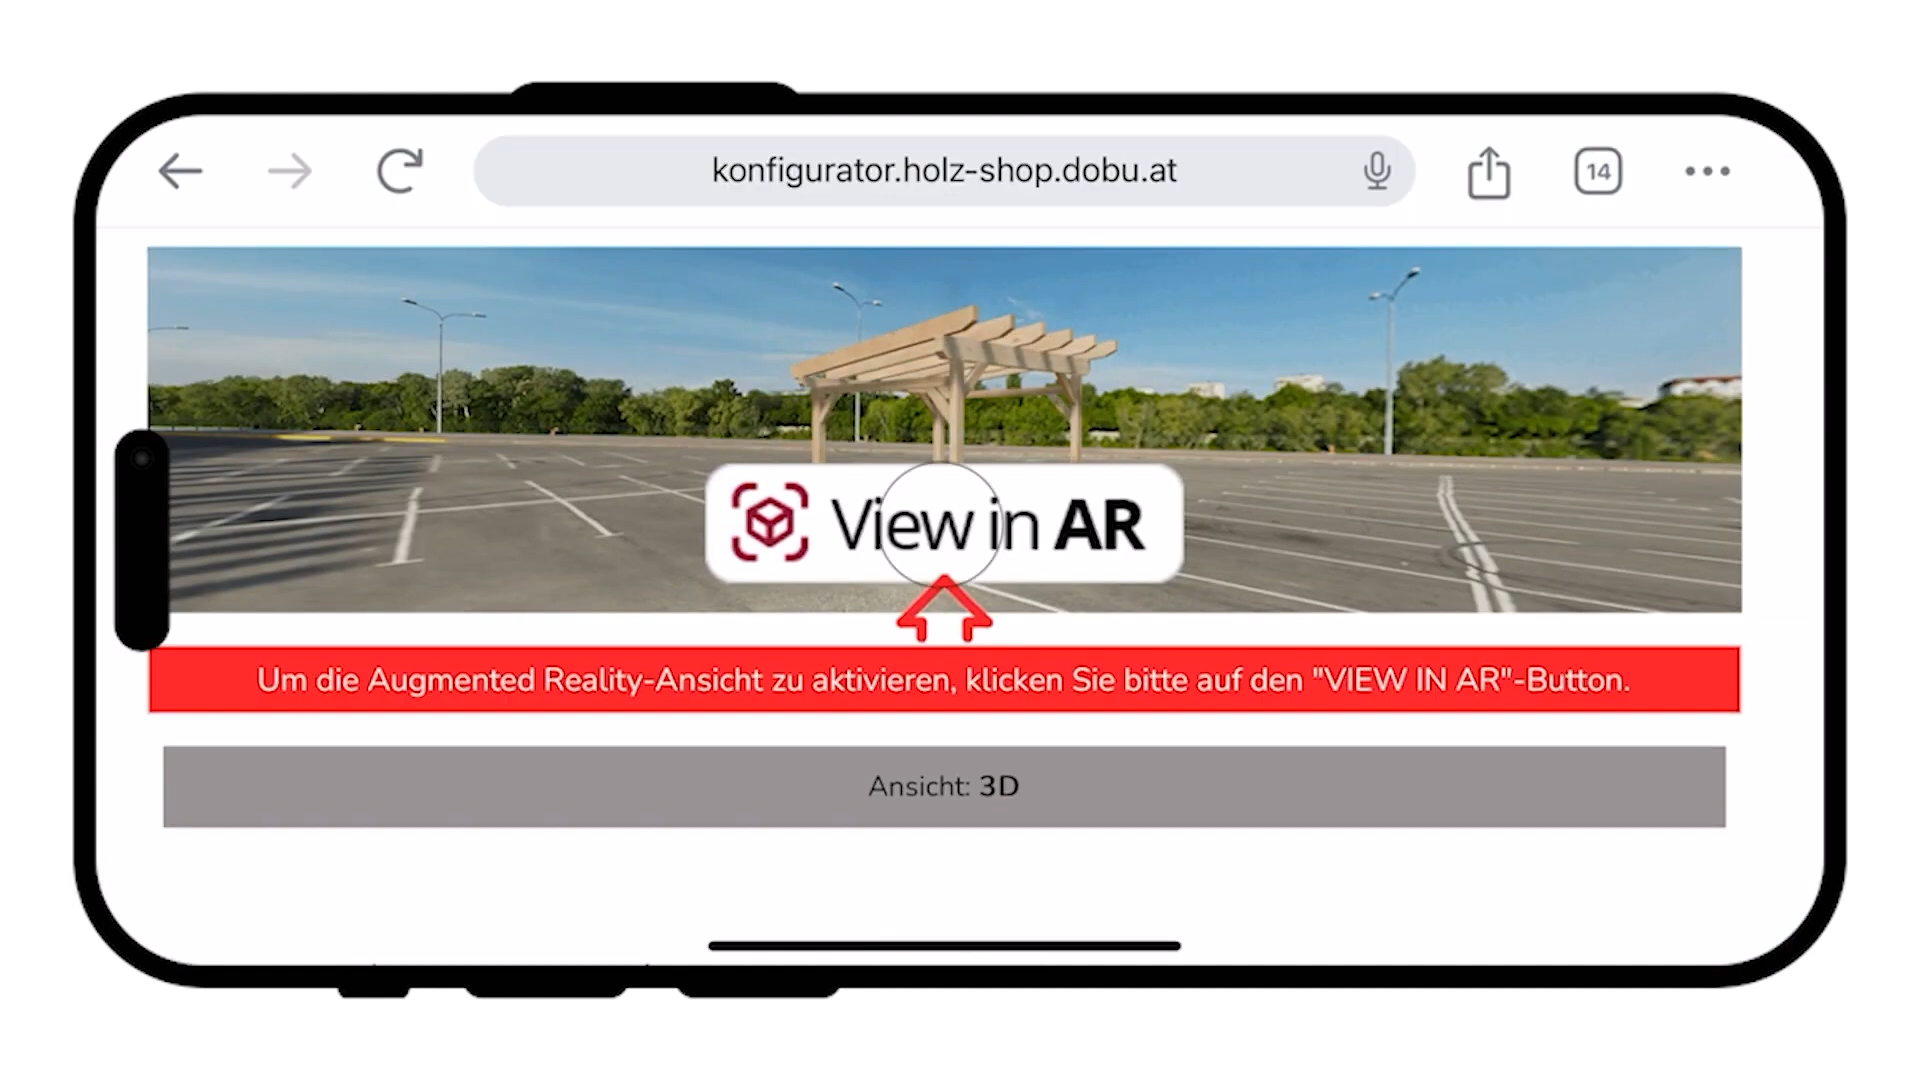 konfigurator.holz-shop.dobu.at
14
View in AR
Um die Augmented Reality-Ansicht zu aktivieren, klicken Sie bitte auf den "VIEW IN AR"-Button.
Ansicht: 3D